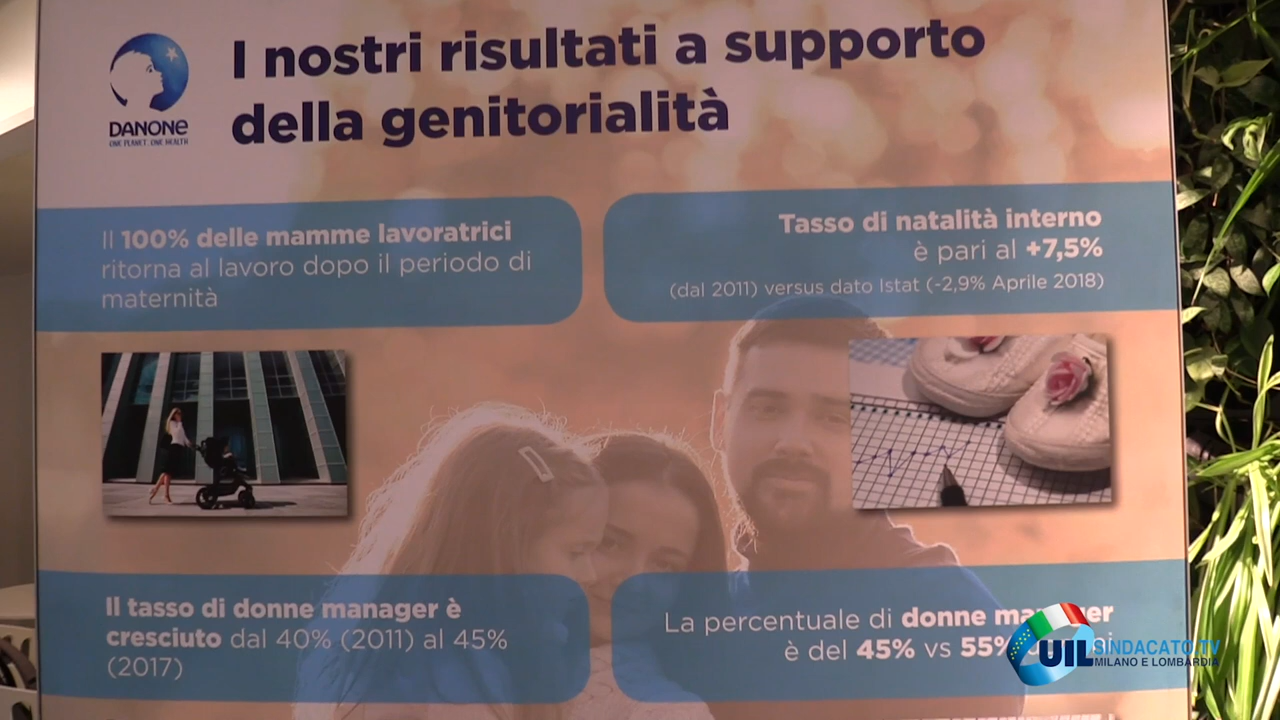 I nostri risultati a supporto
della genitorialità
DANONE
ONE PLANET. ONE HEALTH
Il 100% delle mamme lavoratrici
ritorna al lavoro dopo il periodo di
maternità
Tasso di natalità interno
è pari al +7,5%
(dal 2011) versus dato Istat (-2,9% Aprile 2018)
Il tasso di donne manager è
cresciuto dal 40% (2011) al 45%
(2017)
La percentuale di donne manager
è del 45% vs 55%
UIL SINDACATO.TV
MILANO E LOMBARDIA